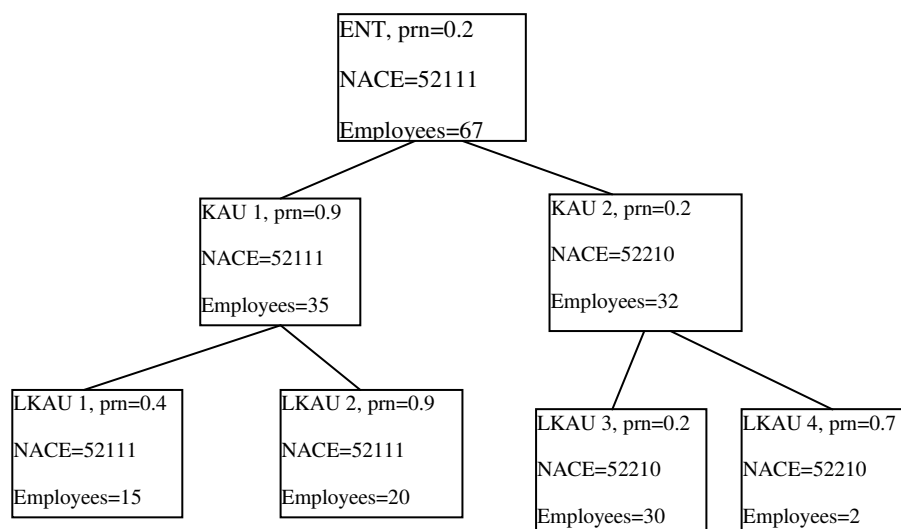 ENT, prn=0.2
NACE=52111
Employees=67
KAU 1, prn=0.9
NACE=52111
Employees=35
KAU 2, prn=0.2
NACE=52210
Employees=32
LKAU 1, prn=0.4
NACE=52111
Employees=15
LKAU 2, prn=0.9
NACE=52111
Employees=20
LKAU 3, prn=0.2
NACE=52210
Employees=30
LKAU 4, prn=0.7
NACE=52210
Employees=2